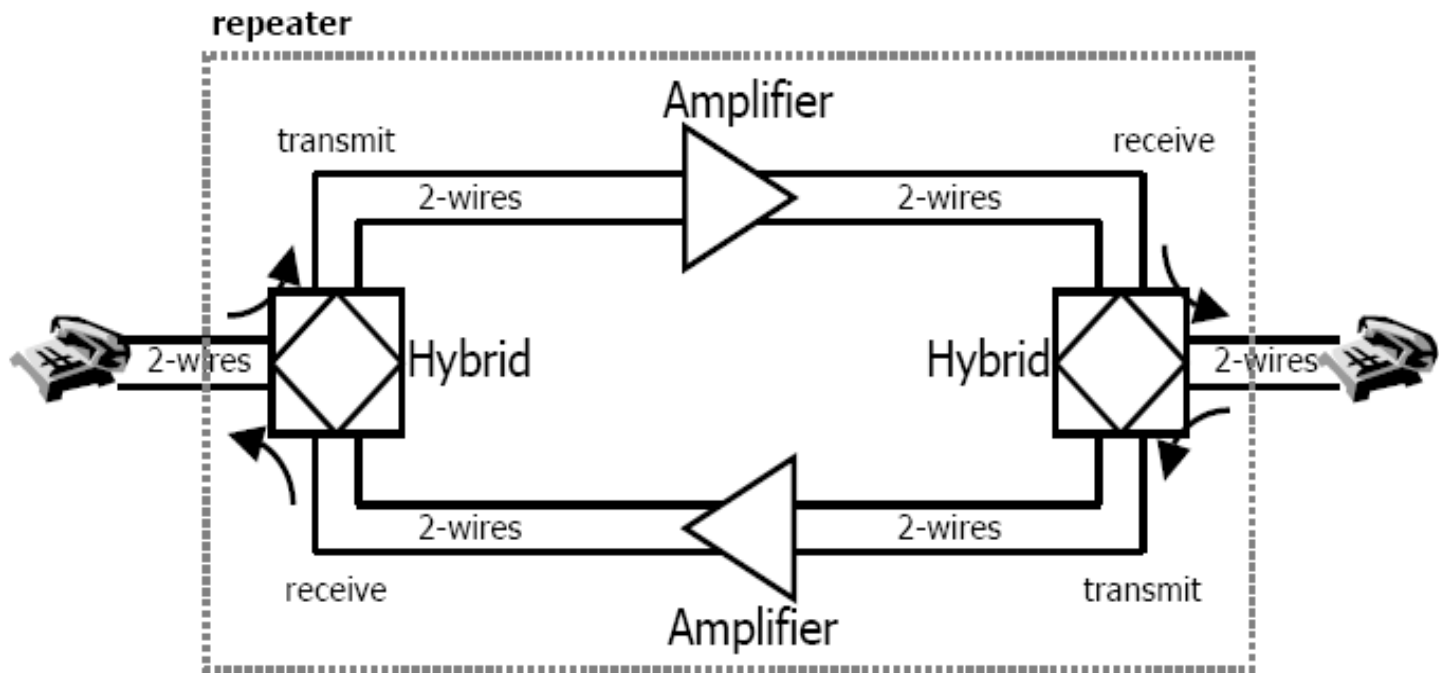 repeater
Amplifier
transmit
receive
2-wires
2-wires
2-wires
Hybrid
Hybrid
2-wires
2-wires
2-wires
receive
transmit
Amplifier